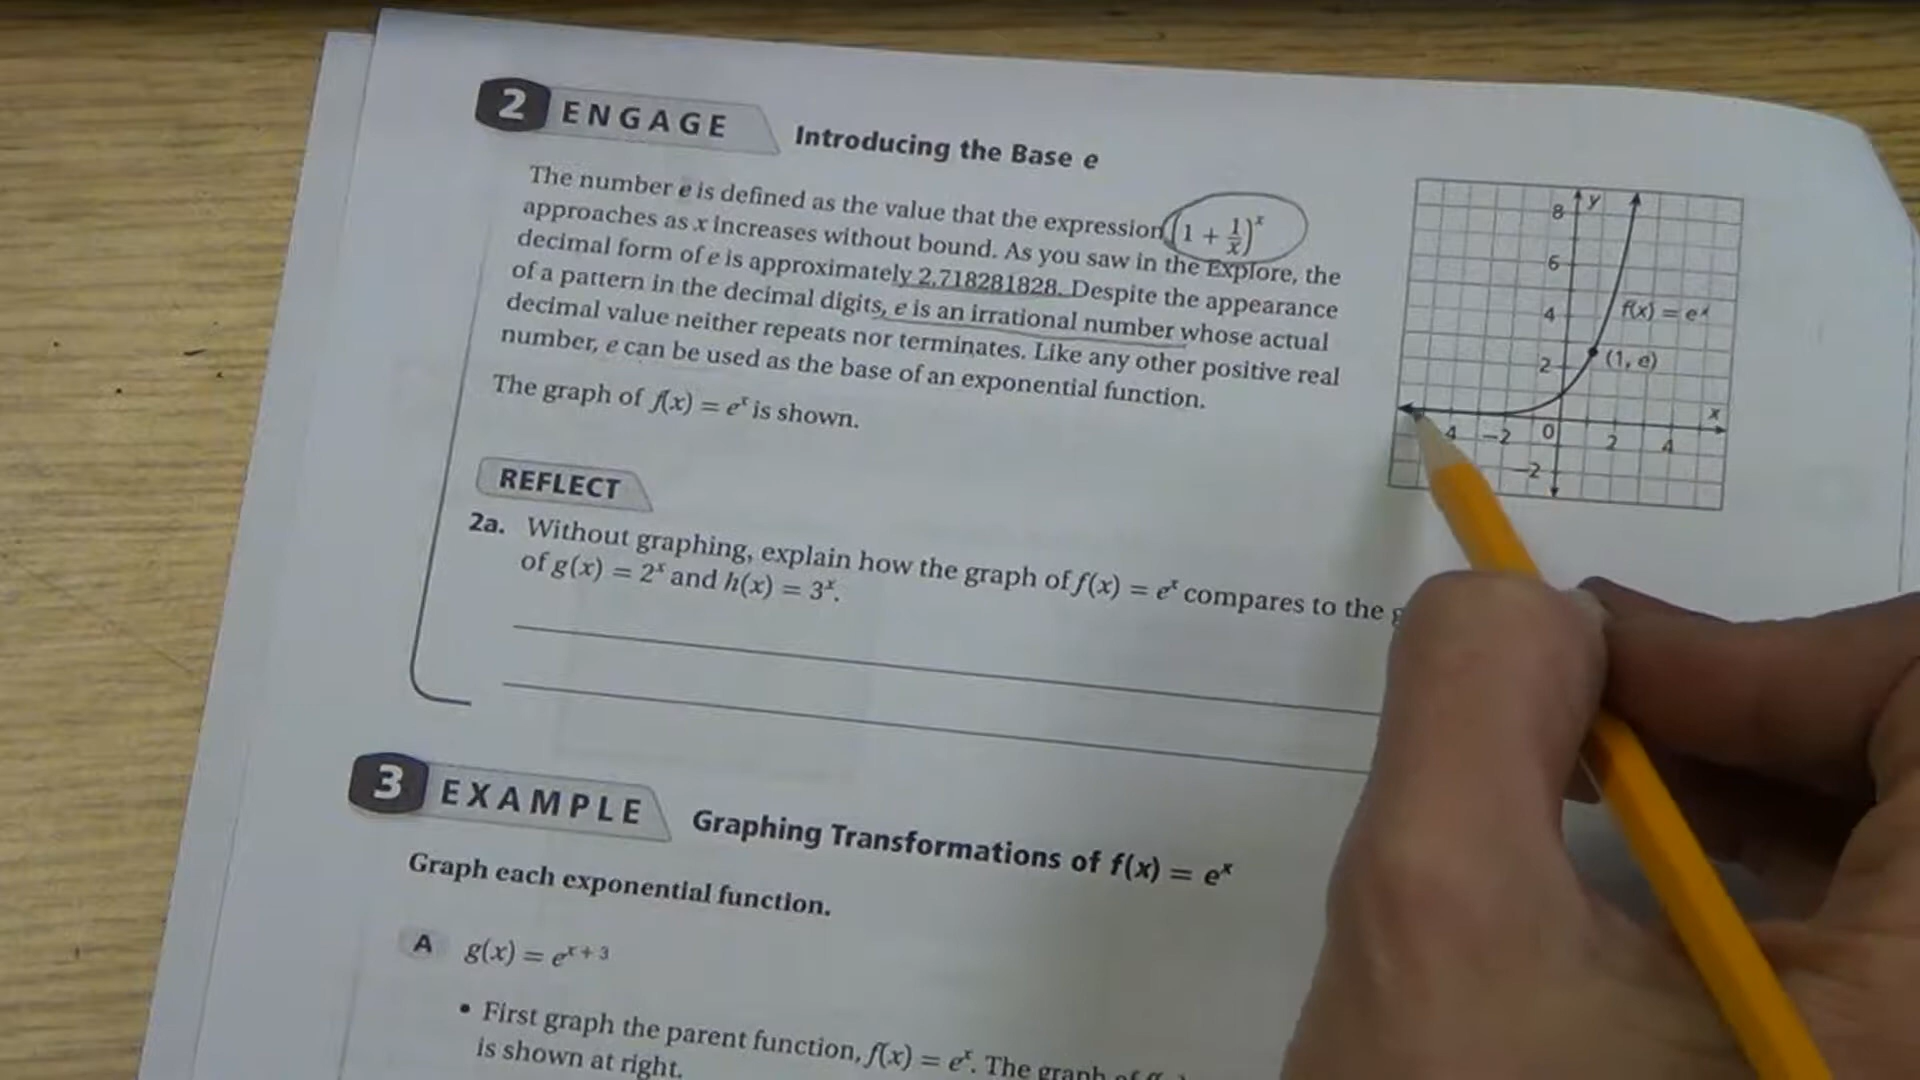 2 ENGAGE Introducing the Base e
The number e is defined as the value that the expression (1 + 1/x)^x
approaches as x increases without bound. As you saw in the Explore, the
decimal form of e is approximately 2.718281828. Despite the appearance
of a pattern in the decimal digits, e is an irrational number whose actual
decimal value neither repeats nor terminates. Like any other positive real
number, e can be used as the base of an exponential function.
The graph of f(x) = e^x is shown.
y
8
6
4
2
f(x) = e^x
(1, e)
x
4 −2 0 2 4
−2
REFLECT
2a. Without graphing, explain how the graph of f(x) = e^x compares to the
of g(x) = 2^x and h(x) = 3^x.
3 EXAMPLE Graphing Transformations of f(x) = e^x
Graph each exponential function.
A g(x) = e^{x + 3}
• First graph the parent function, f(x) = e^x. The graph of
is shown at right.